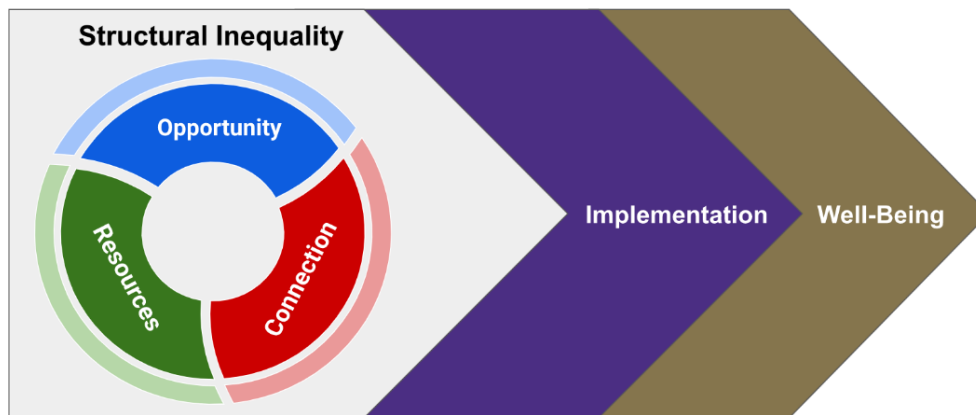 Structural Inequality
Opportunity
Resources
Connection
Implementation
Well-Being